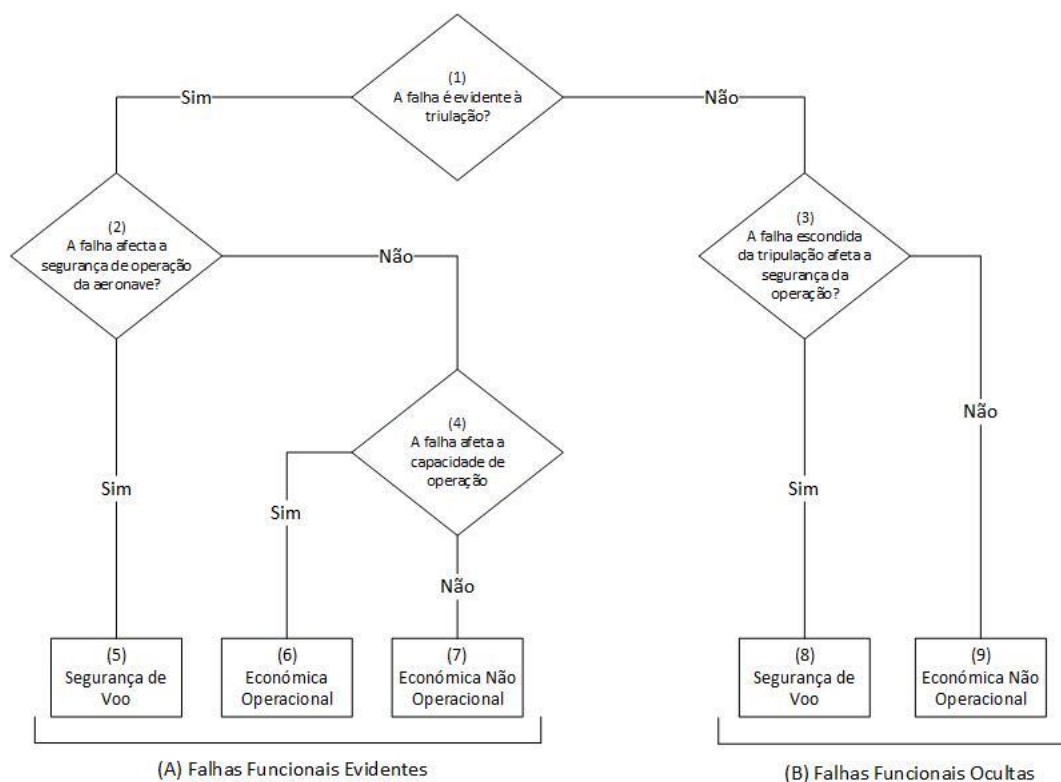 (1)
A falha é evidente à
triulação?
Sim
Não
(2)
A falha afecta a
segurança de operação
da aeronave?
Não
(3)
A falha escondida
da tripulação afeta a
segurança da
operação?
(4)
A falha afeta a
capacidade de
operação
Não
Sim
Sim
Sim
Não
(5)
Segurança de
Voo
(6)
Económica
Operacional
(7)
Económica Não
Operacional
(8)
Segurança de
Voo
(9)
Económica Não
Operacional
(A) Falhas Funcionais Evidentes
(B) Falhas Funcionais Ocultas